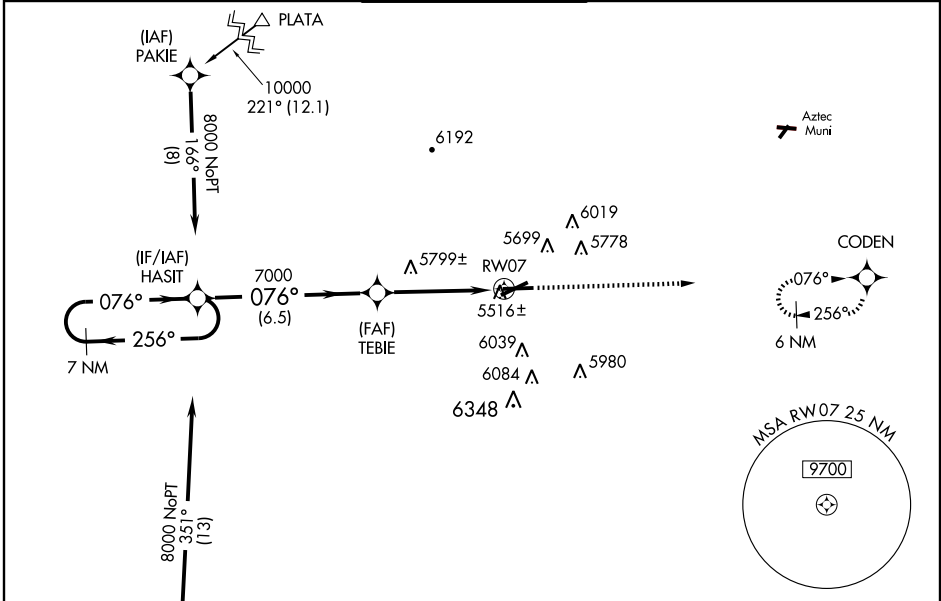 PLATA
(IAF)
PAKIE
10000
221° (12.1)
8000 NoPT
166°
(8)
6192
Aztec
Muni
6019
5699
5778
CODEN
(IF/IAF)
HASIT
7000
076°
(6.5)
5799±
RW07
5516±
(FAF)
TEBIE
076°
256°
7 NM
076°
256°
6 NM
6039
6084
5980
6348
MSA RW07 25 NM
9700
8000 NoPT
351°
(13)